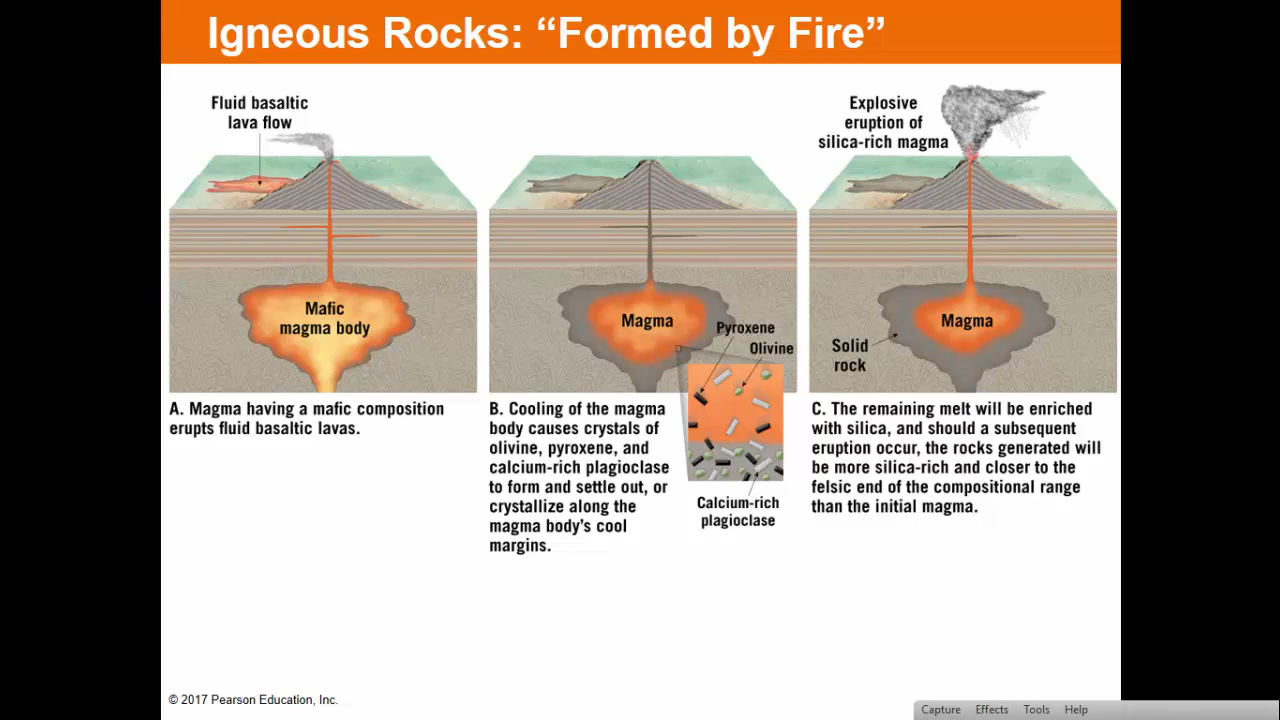 Igneous Rocks: “Formed by Fire”
Fluid basaltic
lava flow
Mafic
magma body
A. Magma having a mafic composition
erupts fluid basaltic lavas.
Magma
Pyroxene
Olivine
Calcium-rich
plagioclase
B. Cooling of the magma
body causes crystals of
olivine, pyroxene, and
calcium-rich plagioclase
to form and settle out, or
crystallize along the
magma body’s cool
margins.
Explosive
eruption of
silica-rich magma
Magma
Solid
rock
C. The remaining melt will be enriched
with silica, and should a subsequent
eruption occur, the rocks generated will
be more silica-rich and closer to the
felsic end of the compositional range
than the initial magma.
© 2017 Pearson Education, Inc.
Capture Effects Tools Help